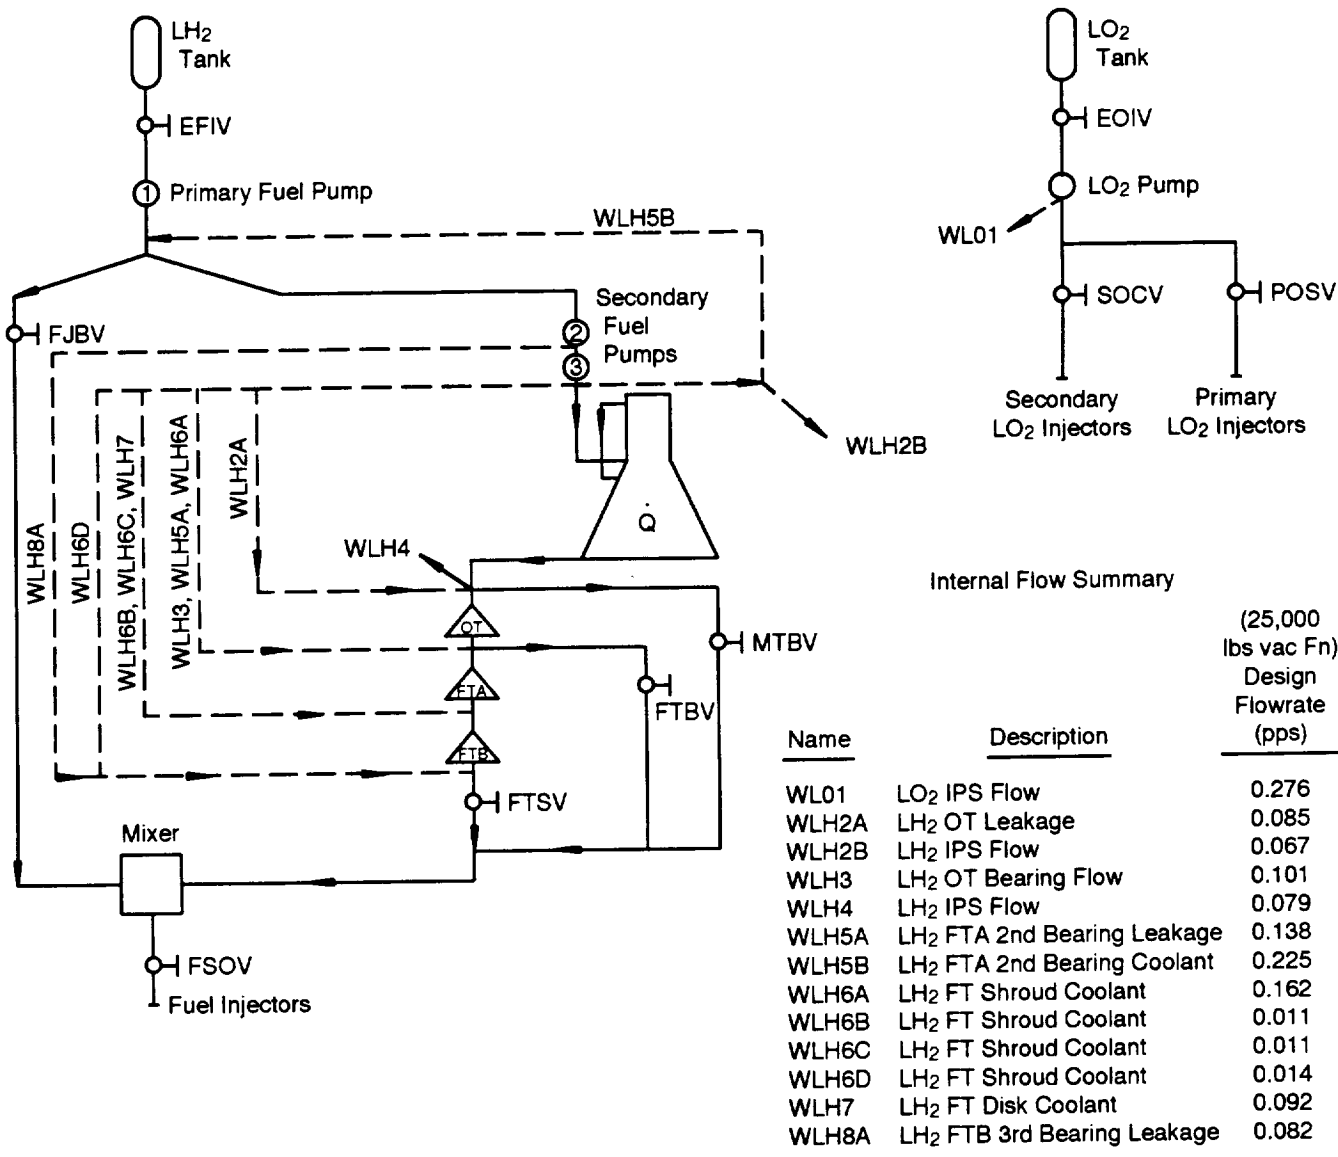 LH2
Tank
EFIV
1 Primary Fuel Pump
WLH5B
FJBV
Secondary
Fuel
Pumps
2
3
WLH2B
WLH8A
WLH6D
WLH6B, WLH6C, WLH7
WLH3, WLH5A, WLH6A
WLH2A
Q̇
WLH4
OT
MTBV
FTA
FTBV
FTB
FTSV
Mixer
FSOV
Fuel Injectors
LO2
Tank
EOIV
LO2 Pump
WL01
SOCV
POSV
Secondary
LO2 Injectors
Primary
LO2 Injectors
Internal Flow Summary
(25,000
lbs vac Fn)
Design
Flowrate
(pps)
Name Description
WL01 LO2 IPS Flow 0.276
WLH2A LH2 OT Leakage 0.085
WLH2B LH2 IPS Flow 0.067
WLH3 LH2 OT Bearing Flow 0.101
WLH4 LH2 IPS Flow 0.079
WLH5A LH2 FTA 2nd Bearing Leakage 0.138
WLH5B LH2 FTA 2nd Bearing Coolant 0.225
WLH6A LH2 FT Shroud Coolant 0.162
WLH6B LH2 FT Shroud Coolant 0.011
WLH6C LH2 FT Shroud Coolant 0.011
WLH6D LH2 FT Shroud Coolant 0.014
WLH7 LH2 FT Disk Coolant 0.092
WLH8A LH2 FTB 3rd Bearing Leakage 0.082